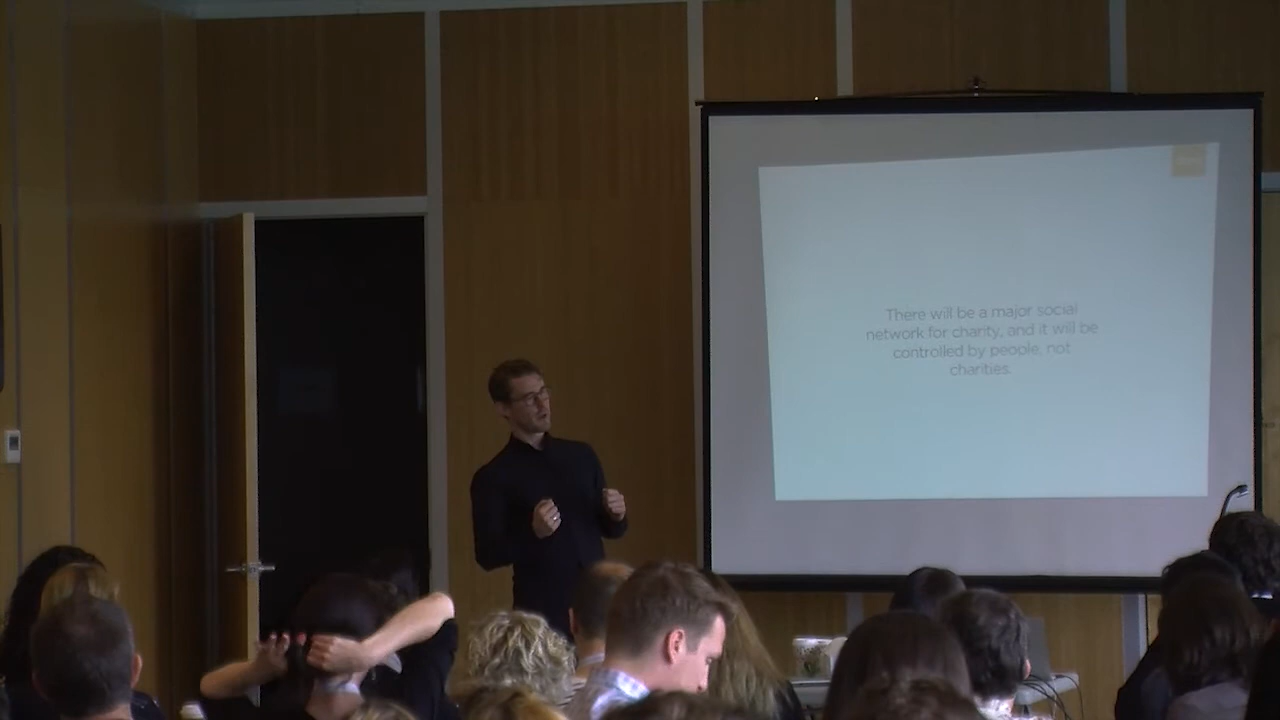 There will be a major social
network for charity, and it will be
controlled by people, not
charities.